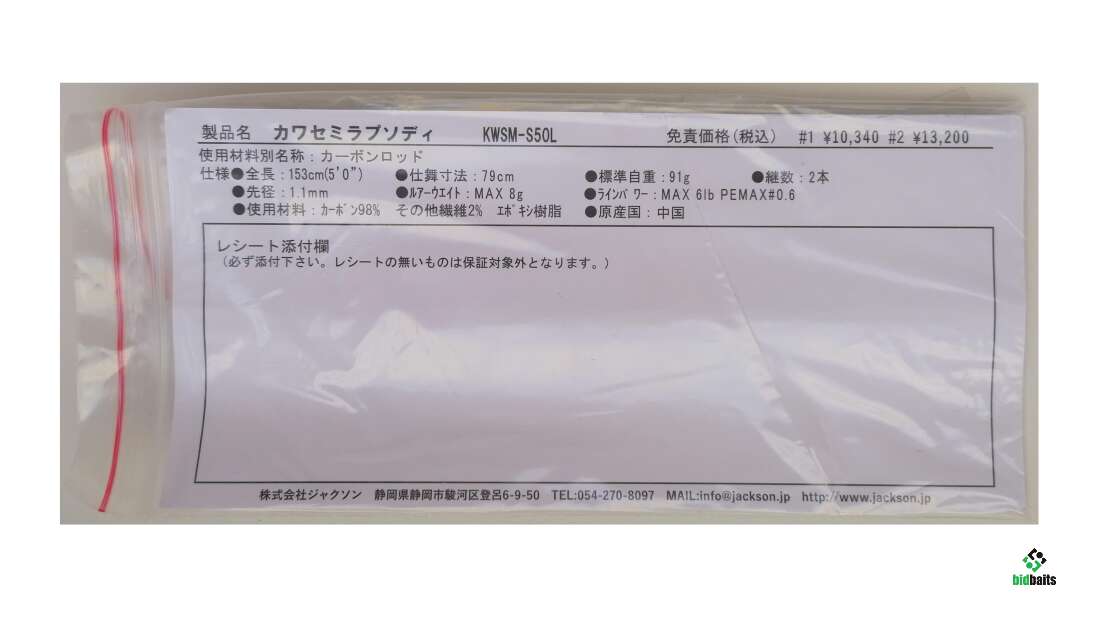 製品名 カワセミラプソディ KWSM-S50L 免責価格(税込) #1 ¥10,340 #2 ¥13,200
使用材料別名称:カーボンロッド
仕様●全長:153cm(5'0") ●仕舞寸法:79cm ●標準自重:91g ●継数:2本
●先径:1.1mm ●ﾙｱｰｳｴｲﾄ:MAX 8g ●ﾗｲﾝﾊﾟﾜｰ:MAX 6lb PEMAX#0.6
●使用材料:ｶｰﾎﾞﾝ98% その他繊維2% ｴﾎﾟｷｼ樹脂 ●原産国:中国
レシート添付欄
(必ず添付下さい。レシートの無いものは保証対象外となります。)
株式会社ジャクソン 静岡県静岡市駿河区登呂6-9-50 TEL:054-270-8097 MAIL:info@jackson.jp http://www.jackson.jp
bidbaits